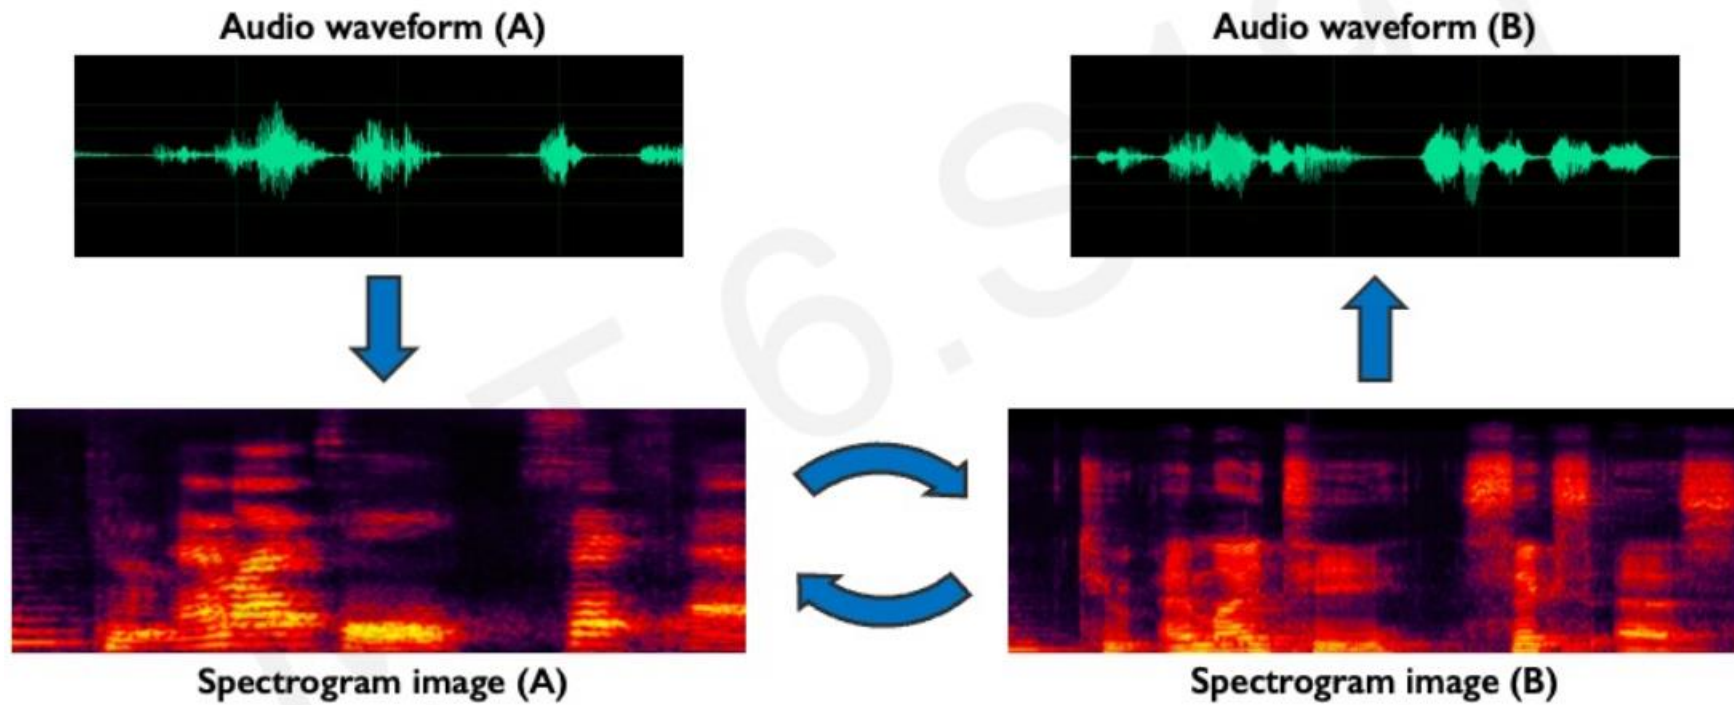 Audio waveform (A)
Audio waveform (B)
Spectrogram image (A)
Spectrogram image (B)